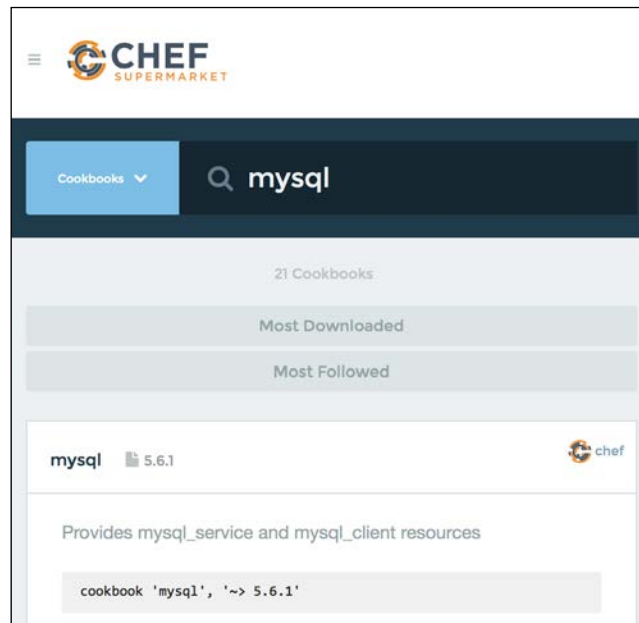 CHEF
SUPERMARKET
Cookbooks
mysql
21 Cookbooks
Most Downloaded
Most Followed
mysql 5.6.1
chef
Provides mysql_service and mysql_client resources
cookbook 'mysql', '~> 5.6.1'